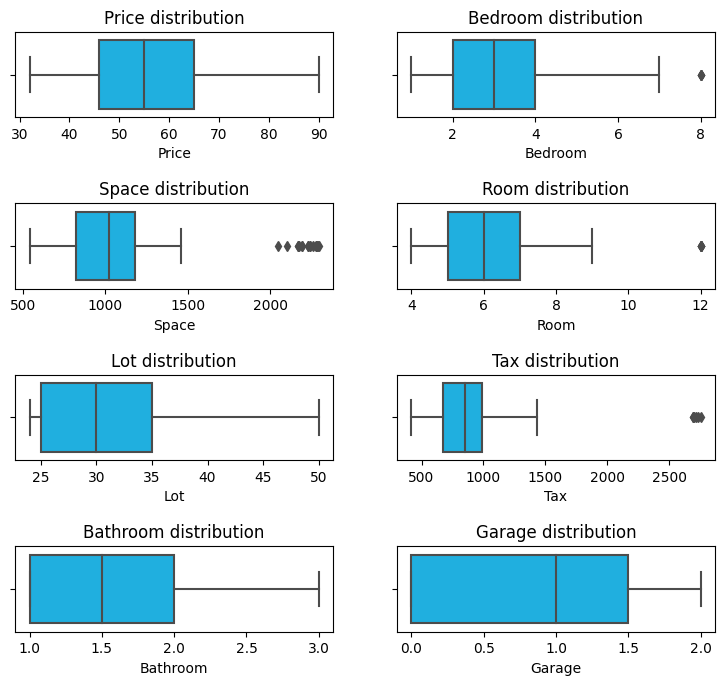 Price distribution
30 40 50 60 70 80 90
Price
Bedroom distribution
2 4 6 8
Bedroom
Space distribution
500 1000 1500 2000
Space
Room distribution
4 6 8 10 12
Room
Lot distribution
25 30 35 40 45 50
Lot
Tax distribution
500 1000 1500 2000 2500
Tax
Bathroom distribution
1.0 1.5 2.0 2.5 3.0
Bathroom
Garage distribution
0.0 0.5 1.0 1.5 2.0
Garage